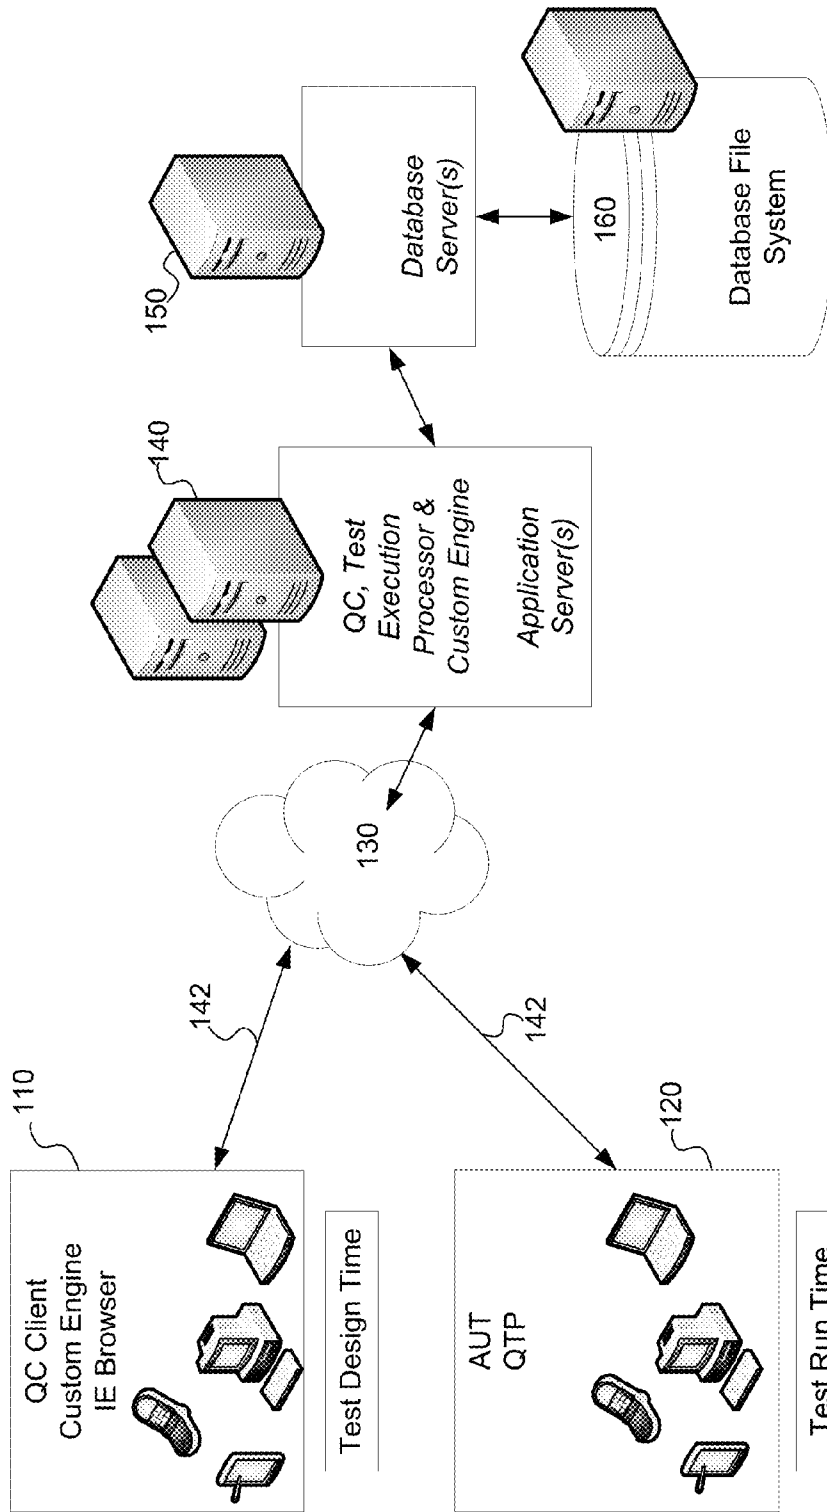 110
QC Client
Custom Engine
IE Browser
Test Design Time
142
142
120
AUT
QTP
Test Run Time
130
140
QC, Test
Execution
Processor &
Custom Engine
Application
Server(s)
150
Database
Server(s)
160
Database File
System